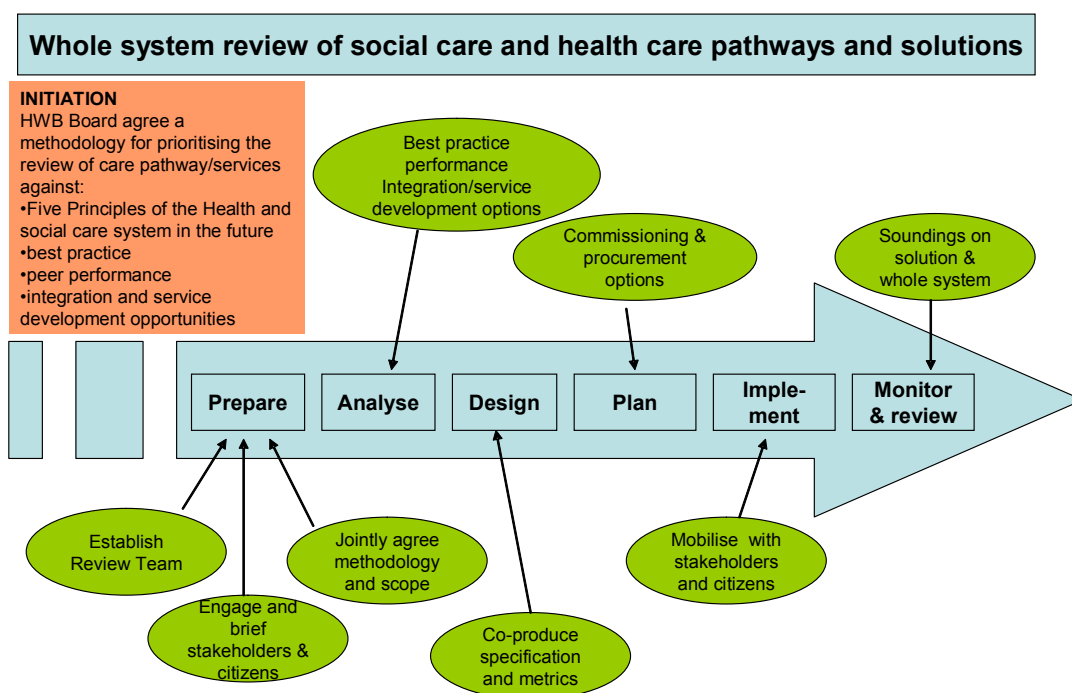 Whole system review of social care and health care pathways and solutions
INITIATION
HWB Board agree a
methodology for prioritising the
review of care pathway/services
against:
•Five Principles of the Health and
social care system in the future
•best practice
•peer performance
•integration and service
development opportunities
Best practice
performance
Integration/service
development options
Commissioning &
procurement
options
Soundings on
solution &
whole system
Prepare
Analyse
Design
Plan
Imple-
ment
Monitor
& review
Establish
Review Team
Engage and
brief
stakeholders &
citizens
Jointly agree
methodology
and scope
Co-produce
specification
and metrics
Mobilise with
stakeholders
and citizens